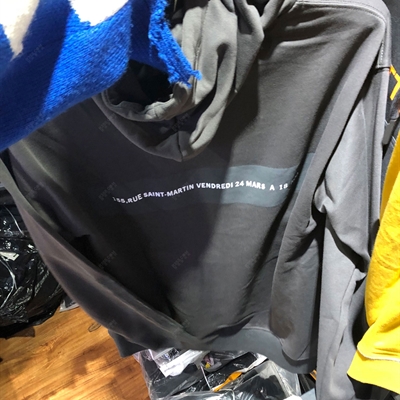 RUE SAINT-MARTIN VENDREDI 24 MARS A 18